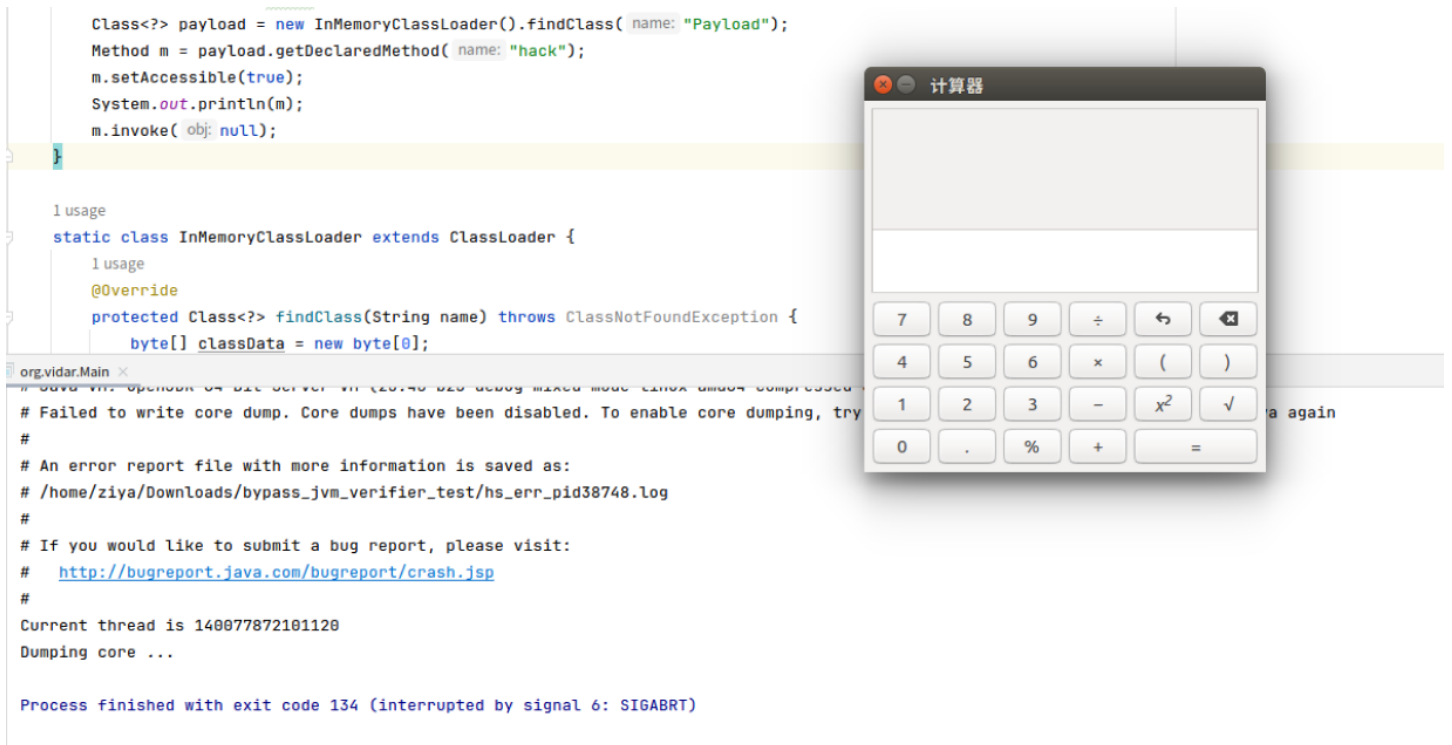 Class<?> payload = new InMemoryClassLoader().findClass( name: "Payload");
Method m = payload.getDeclaredMethod( name: "hack");
m.setAccessible(true);
System.out.println(m);
m.invoke( obj: null);
}
1 usage
static class InMemoryClassLoader extends ClassLoader {
1 usage
@Override
protected Class<?> findClass(String name) throws ClassNotFoundException {
byte[] classData = new byte[0];
计算器
7 8 9 ÷
4 5 6 × ( )
1 2 3 − x² √
0 . % + =
org.vidar.Main
# Failed to write core dump. Core dumps have been disabled. To enable core dumping, try
a again
#
# An error report file with more information is saved as:
# /home/ziya/Downloads/bypass_jvm_verifier_test/hs_err_pid38748.log
#
# If you would like to submit a bug report, please visit:
# http://bugreport.java.com/bugreport/crash.jsp
#
Current thread is 140077872101120
Dumping core ...
Process finished with exit code 134 (interrupted by signal 6: SIGABRT)